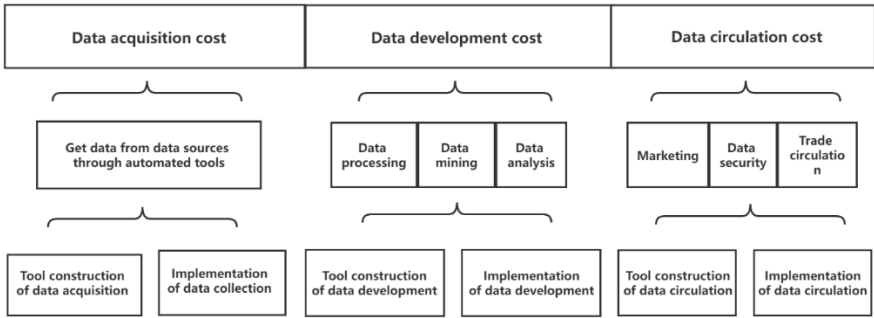 Data acquisition cost
Data development cost
Data circulation cost
Get data from data sources
through automated tools
Data
processing
Data
mining
Data
analysis
Marketing
Data
security
Trade
circulatio
n
Tool construction
of data acquisition
Implementation
of data collection
Tool construction
of data development
Implementation
of data development
Tool construction
of data circulation
Implementation
of data circulation